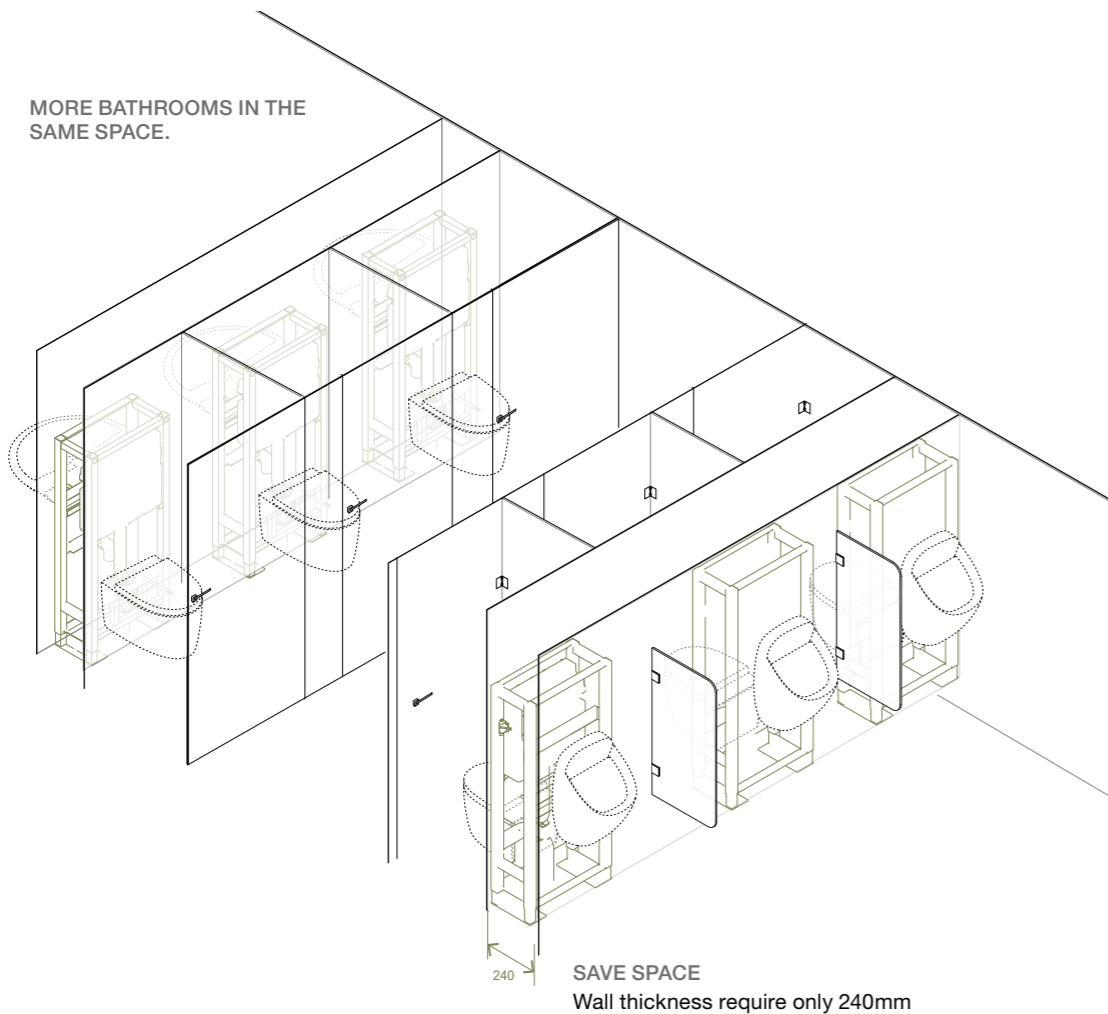 MORE BATHROOMS IN THE
SAME SPACE.
240
SAVE SPACE
Wall thickness require only 240mm